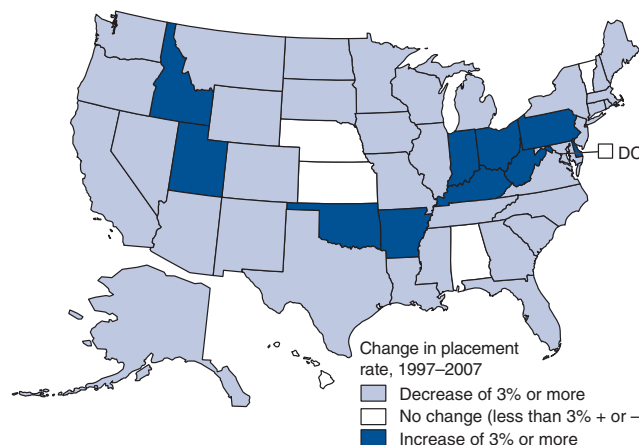 DC
Change in placement
rate, 1997–2007
Decrease of 3% or more
No change (less than 3% + or –
Increase of 3% or more